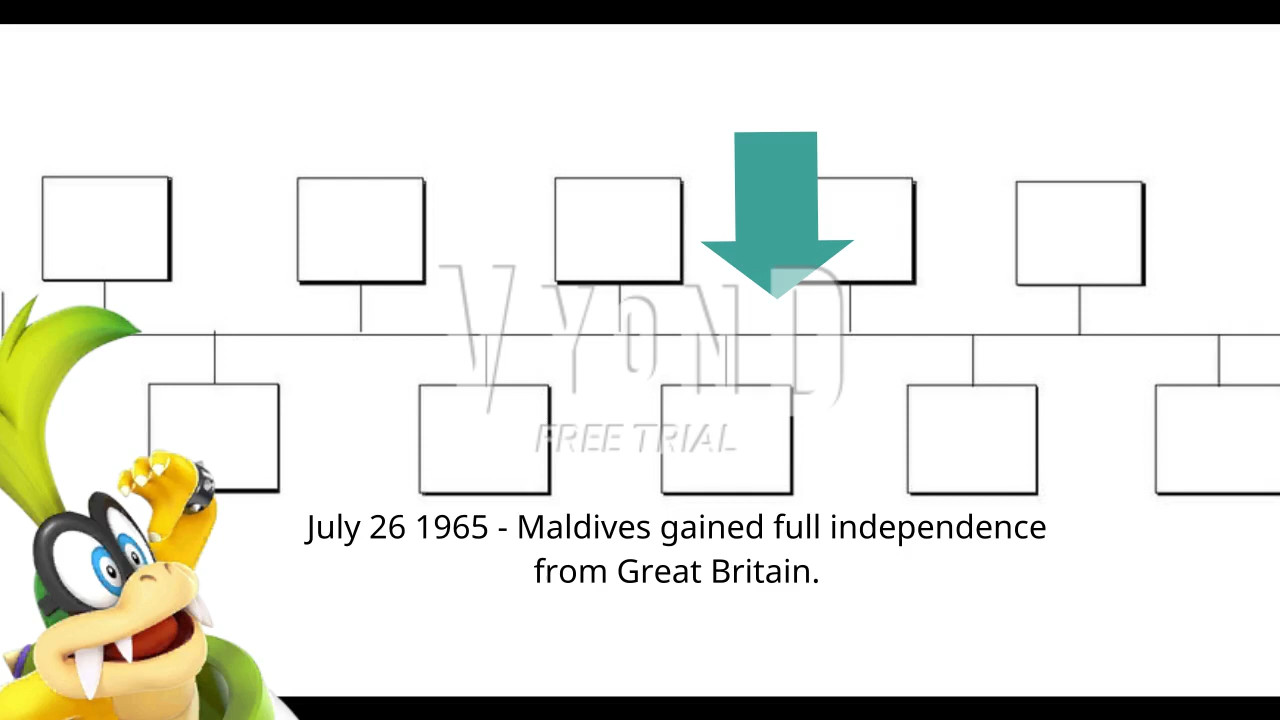 VYOND
FREE TRIAL
July 26 1965 - Maldives gained full independence
from Great Britain.